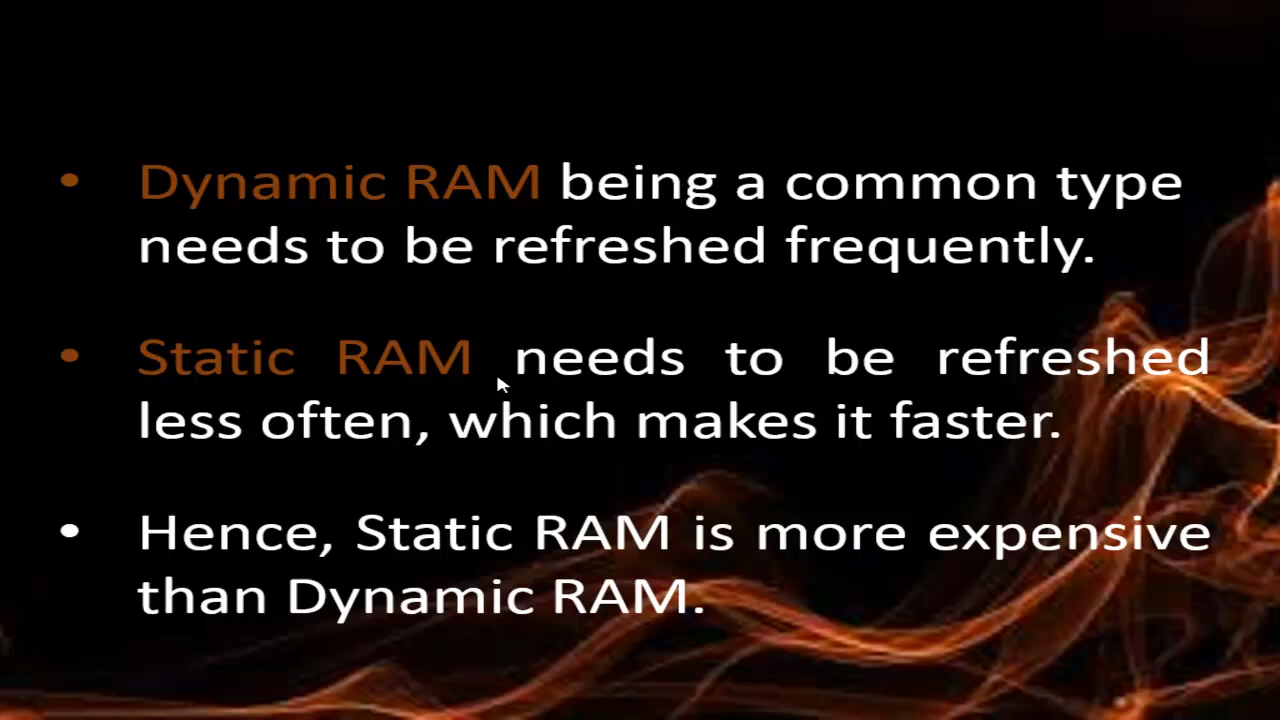 • Dynamic RAM being a common type
needs to be refreshed frequently.
• Static RAM needs to be refreshed
less often, which makes it faster.
• Hence, Static RAM is more expensive
than Dynamic RAM.